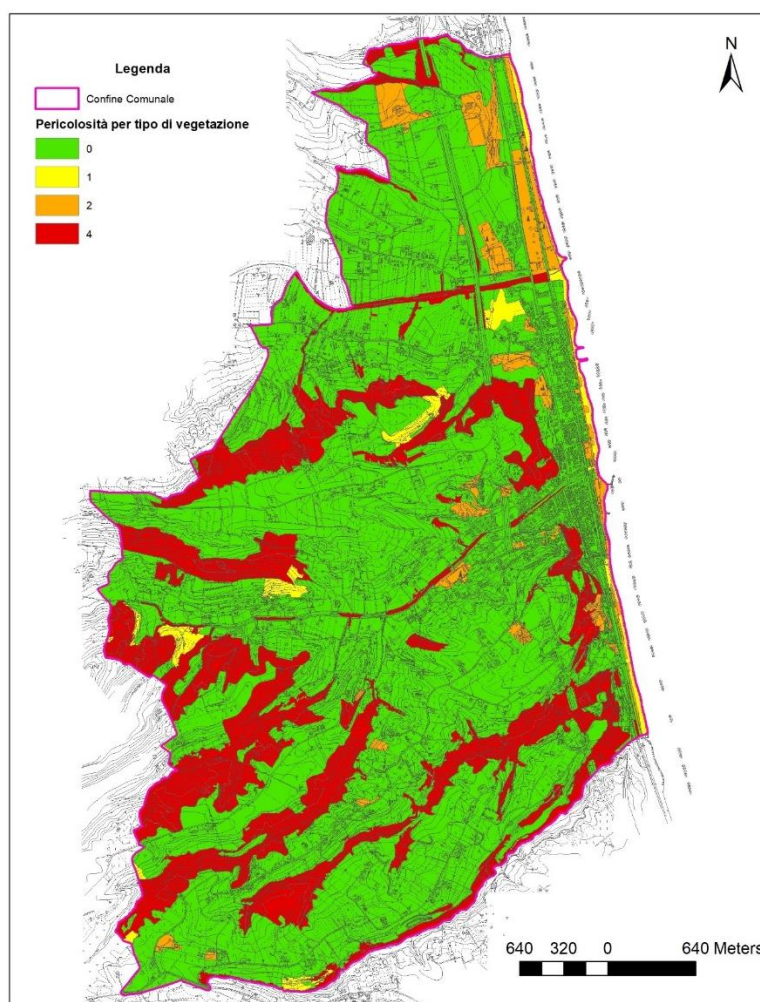 Legenda
Confine Comunale
Pericolosità per tipo di vegetazione
0
1
2
4
N
640 320 0 640 Meters